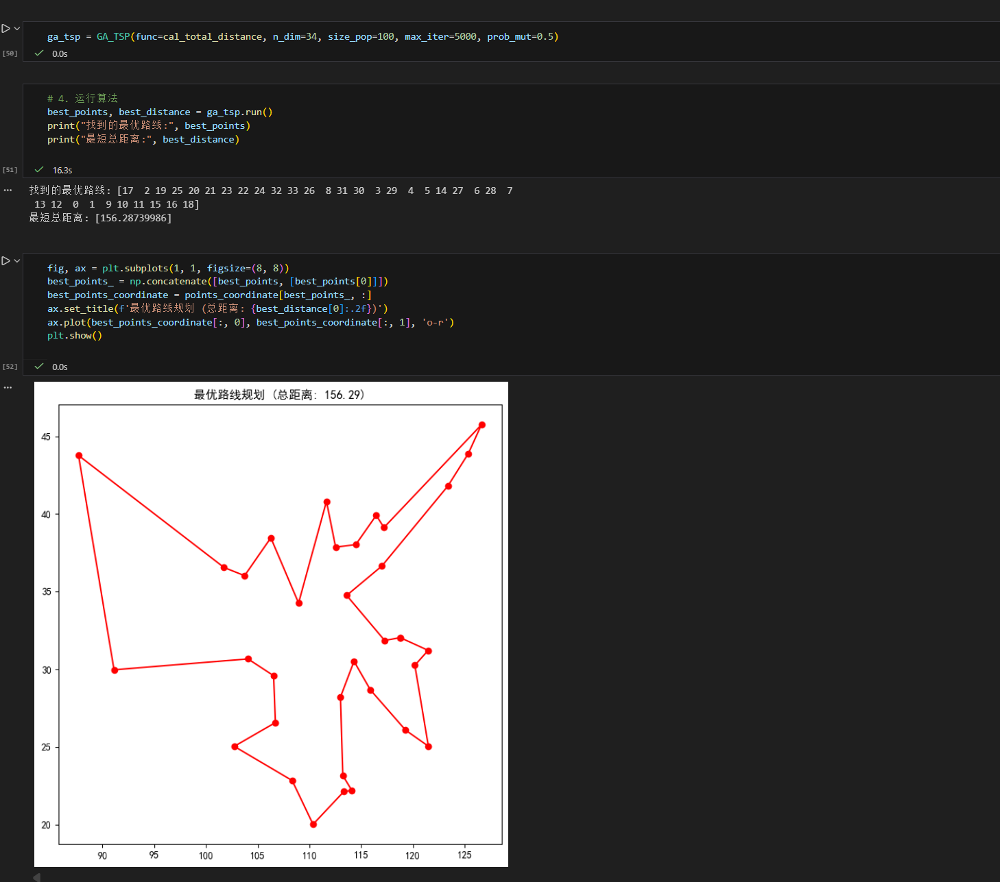 ga_tsp = GA_TSP(func=cal_total_distance, n_dim=34, size_pop=100, max_iter=5000, prob_mut=0.5)
[50]
0.0s
# 4. 运行算法
best_points, best_distance = ga_tsp.run()
print("找到的最优路线:", best_points)
print("最短总距离:", best_distance)
[51]
16.3s
找到的最优路线: [17  2 19 25 20 21 23 22 24 32 33 26  8 31 30  3 29  4  5 14 27  6 28  7
 13 12  0  1  9 10 11 15 16 18]
最短总距离: [156.28739986]
fig, ax = plt.subplots(1, 1, figsize=(8, 8))
best_points_ = np.concatenate([best_points, [best_points[0]]])
best_points_coordinate = points_coordinate[best_points_, :]
ax.set_title(f'最优路线规划 (总距离: {best_distance[0]:.2f})')
ax.plot(best_points_coordinate[:, 0], best_points_coordinate[:, 1], 'o-r')
plt.show()
[52]
0.0s
最优路线规划 (总距离: 156.29)
45
40
35
30
25
20
90 95 100 105 110 115 120 125